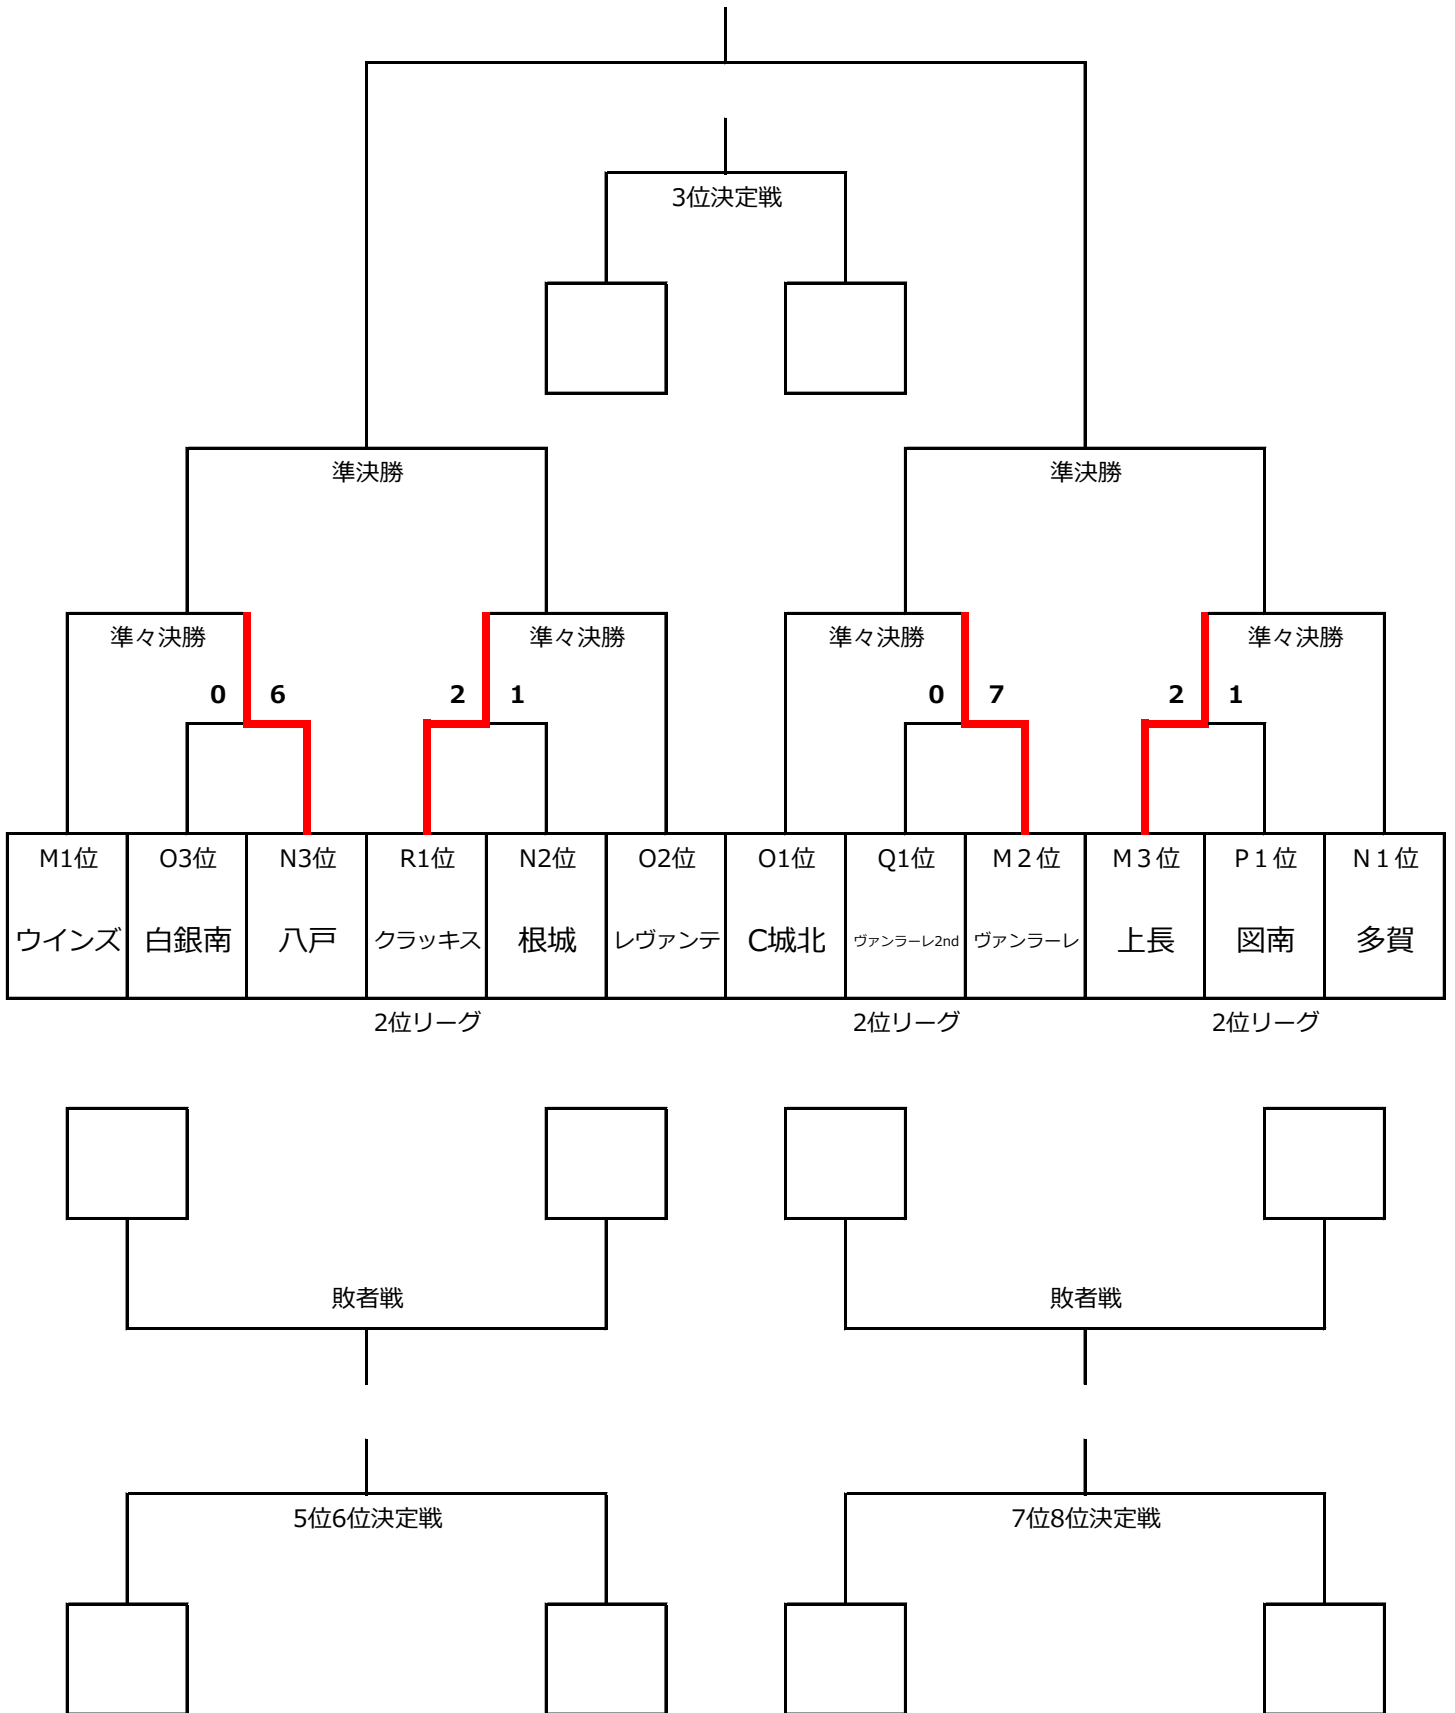 3位決定戦
準決勝 準決勝
準々決勝 準々決勝 準々決勝 準々決勝
0 6 2 1 0 7 2 1
M1位 O3位 N3位 R1位 N2位 O2位 O1位 Q1位 M２位 M３位 P１位 N１位
ウインズ 白銀南 八戸 クラッキス 根城 レヴァンテ C城北 ヴァンラーレ2nd ヴァンラーレ 上長 図南 多賀
2位リーグ 2位リーグ 2位リーグ
敗者戦 敗者戦
5位6位決定戦 7位8位決定戦